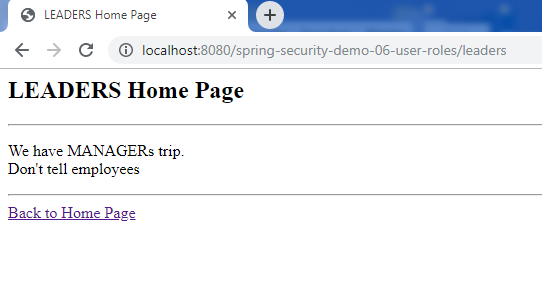 LEADERS Home Page
localhost:8080/spring-security-demo-06-user-roles/leaders
LEADERS Home Page
We have MANAGERs trip.
Don't tell employees
Back to Home Page